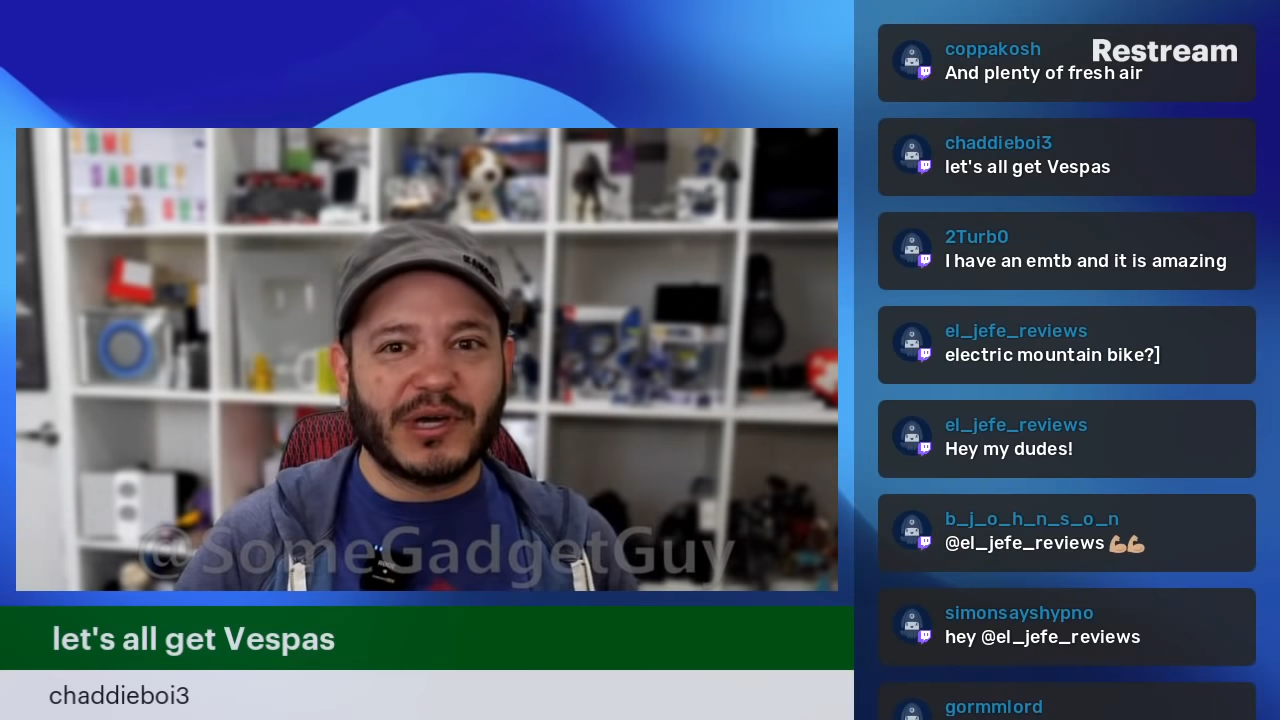 @SomeGadgetGuy
let's all get Vespas
chaddieboi3
Restream
coppakosh
And plenty of fresh air
chaddieboi3
let's all get Vespas
2Turb0
I have an emtb and it is amazing
el_jefe_reviews
electric mountain bike?]
el_jefe_reviews
Hey my dudes!
b_j_o_h_n_s_o_n
@el_jefe_reviews 💪🏼💪🏼
simonsayshypno
hey @el_jefe_reviews
gormmlord